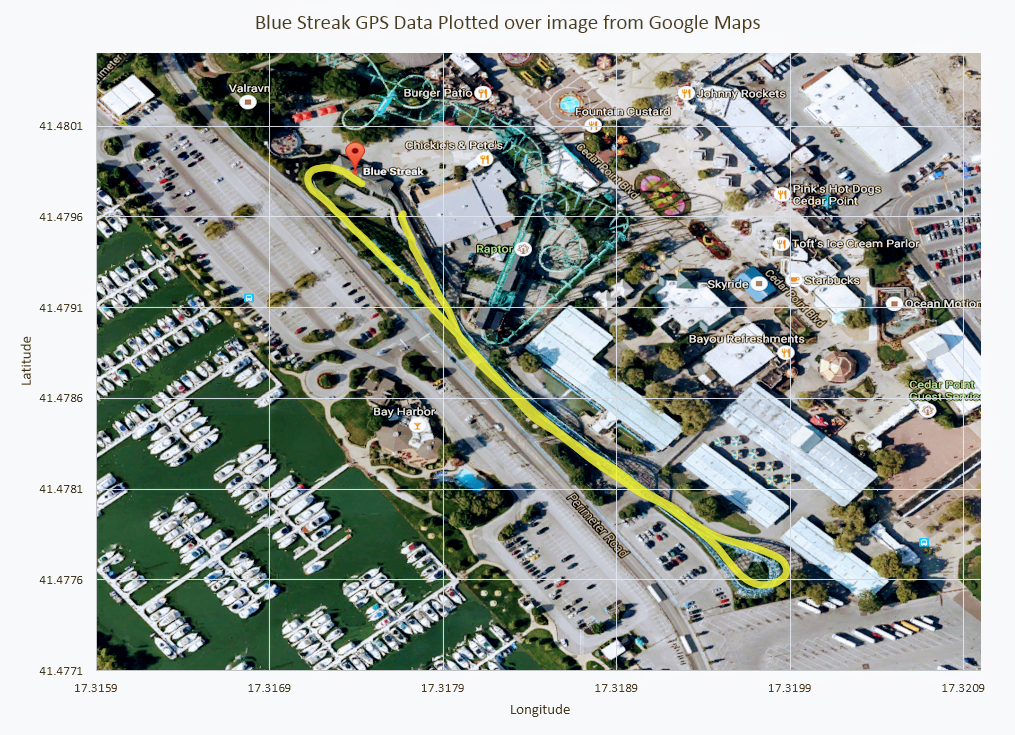 Blue Streak GPS Data Plotted over image from Google Maps
imeter
Valravn
Burger Patio
Johnny Rockets
Fountain Custard
41.4801
Chickie's & Pete's
Cedar Point Blvd
Blue Streak
Pink's Hot Dogs
Cedar Point
41.4796
Raptor
Toft's Ice Cream Parlor
Skyride
Starbucks
Cedar Point Blvd
Ocean Motion
41.4791
Bayou Refreshments
Latitude
Cedar Point
Guest Service
41.4786
Bay Harbor
41.4781
Perimeter Road
41.4776
41.4771
17.3159
17.3169
17.3179
17.3189
17.3199
17.3209
Longitude